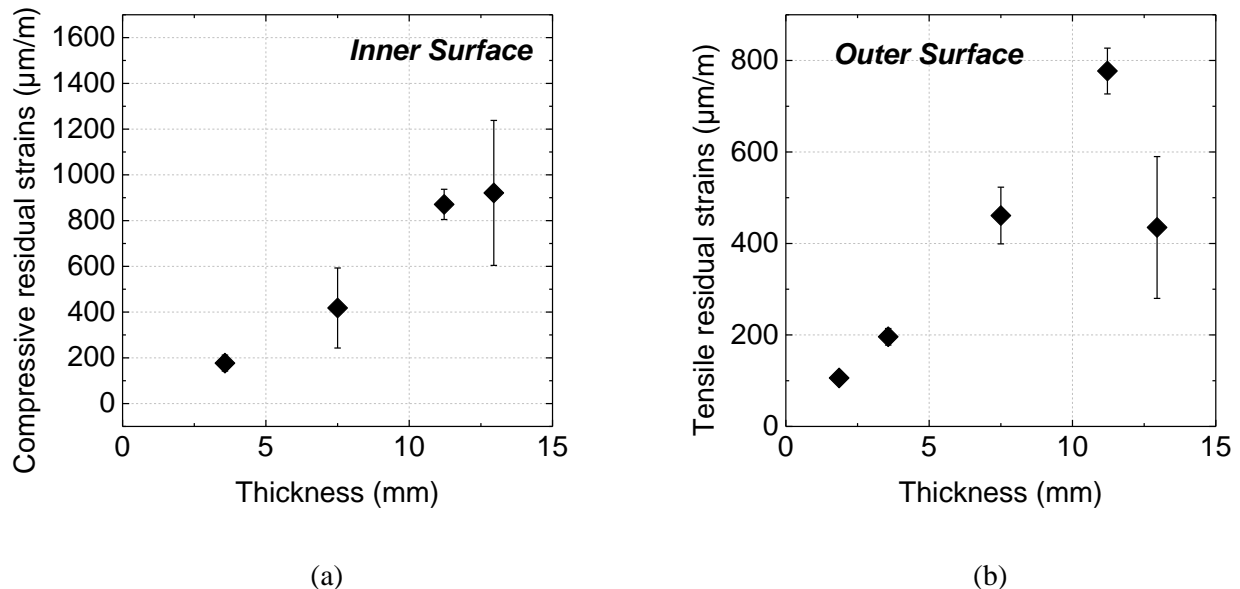 Inner Surface
Compressive residual strains (µm/m)
1600
1400
1200
1000
800
600
400
200
0
0 5 10 15
Thickness (mm)
(a)
Outer Surface
Tensile residual strains (µm/m)
800
600
400
200
0
0 5 10 15
Thickness (mm)
(b)